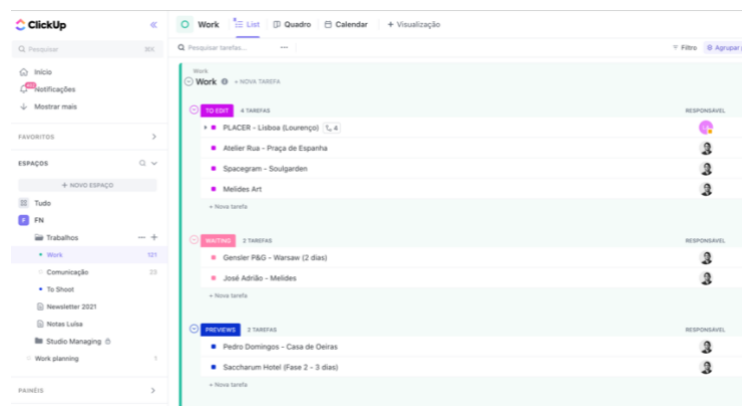 ClickUp
Pesquisar
Início
Notificações
Mostrar mais
FAVORITOS
ESPAÇOS
+ NOVO ESPAÇO
Tudo
F FN
Trabalhos
Work 121
Comunicação 23
To Shoot
Newsletter 2021
Notas Luísa
Studio Managing
Work planning 1
PAINÉIS
Work List Quadro Calendar + Visualização
Pesquisar tarefas... Filtro Agrupar
Work
Work + NOVA TAREFA
TO EDIT 4 TAREFAS RESPONSÁVEL
PLACER - Lisboa (Lourenço) 4
Atelier Rua - Praça de Espanha
Spacegram - Soulgarden
Melides Art
+ Nova tarefa
WAITING 2 TAREFAS RESPONSÁVEL
Gensler P&G - Warsaw (2 dias)
José Adrião - Melides
+ Nova tarefa
PREVIEWS 2 TAREFAS RESPONSÁVEL
Pedro Domingos - Casa de Oeiras
Saccharum Hotel (Fase 2 - 3 dias)
+ Nova tarefa